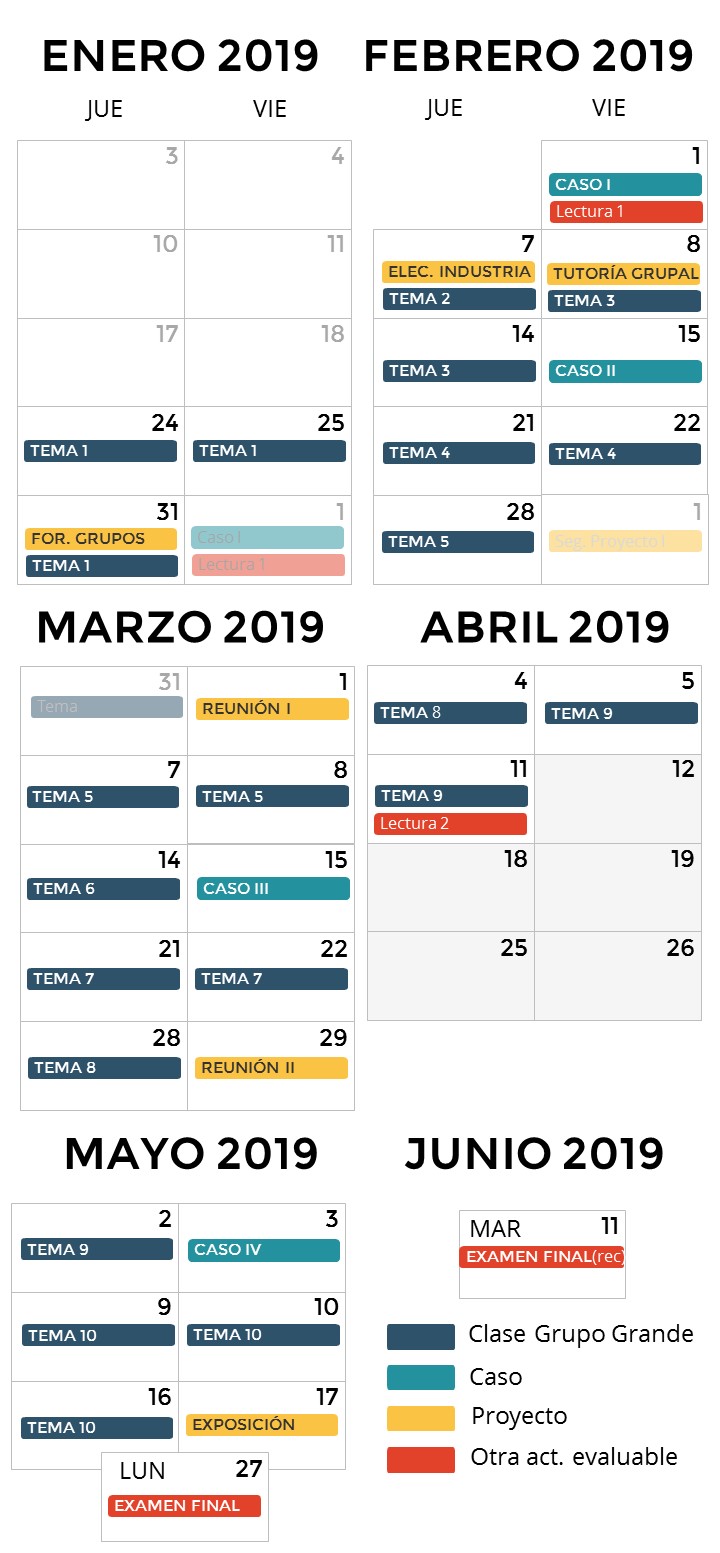 ENERO 2019
JUE VIE
3 4
10 11
17 18
24 25
TEMA 1 TEMA 1
31 1
FOR. GRUPOS Caso I
TEMA 1 Lectura 1
FEBRERO 2019
JUE VIE
1
CASO I
Lectura 1
7 8
ELEC. INDUSTRIA TUTORÍA GRUPAL
TEMA 2 TEMA 3
14 15
TEMA 3 CASO II
21 22
TEMA 4 TEMA 4
28 1
TEMA 5 Seg. Proyecto I
MARZO 2019
31 1
Tema REUNIÓN I
7 8
TEMA 5 TEMA 5
14 15
TEMA 6 CASO III
21 22
TEMA 7 TEMA 7
28 29
TEMA 8 REUNIÓN II
ABRIL 2019
4 5
TEMA 8 TEMA 9
11 12
TEMA 9
Lectura 2
18 19
25 26
MAYO 2019
2 3
TEMA 9 CASO IV
9 10
TEMA 10 TEMA 10
16 17
TEMA 10 EXPOSICIÓN
LUN 27
EXAMEN FINAL
JUNIO 2019
MAR 11
EXAMEN FINAL(rec)
Clase Grupo Grande
Caso
Proyecto
Otra act. evaluable